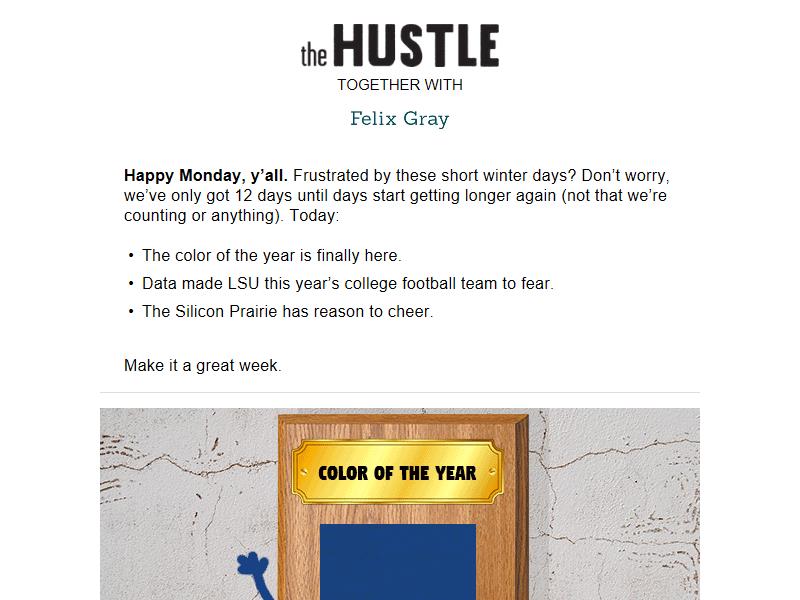 the HUSTLE
TOGETHER WITH
Felix Gray
Happy Monday, y’all. Frustrated by these short winter days? Don’t worry,
we’ve only got 12 days until days start getting longer again (not that we’re
counting or anything). Today:
• The color of the year is finally here.
• Data made LSU this year’s college football team to fear.
• The Silicon Prairie has reason to cheer.
Make it a great week.
COLOR OF THE YEAR